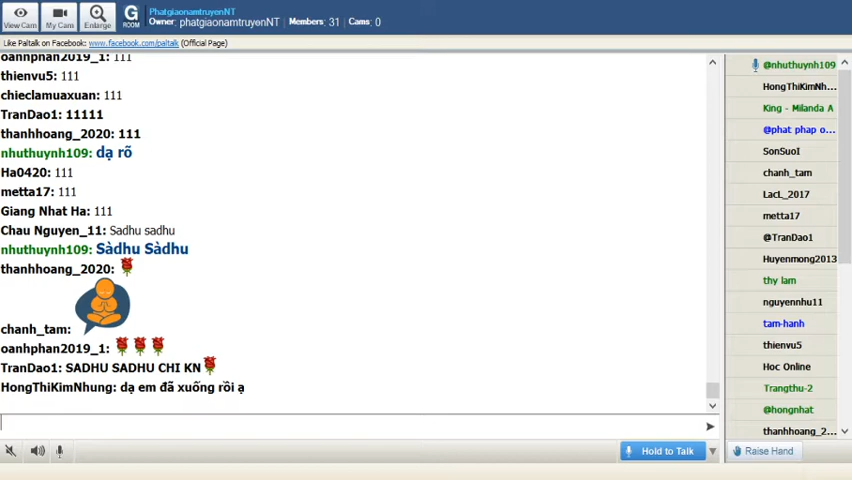 View Cam
My Cam
Enlarge
G
ROOM
PhatgiaonamtruyenNT
Owner: phatgiaonamtruyenNT | Members: 31 | Cams: 0
Like Paltalk on Facebook: www.facebook.com/paltalk (Official Page)
oanhphan2019_1: 111
thienvu5: 111
chieclamuaxuan: 111
TranDao1: 11111
thanhhoang_2020: 111
nhuthuynh109: dạ rõ
Ha0420: 111
metta17: 111
Giang Nhat Ha: 111
Chau Nguyen_11: Sadhu sadhu
nhuthuynh109: Sàdhu Sàdhu
thanhhoang_2020:
chanh_tam:
oanhphan2019_1:
TranDao1: SADHU SADHU CHI KN
HongThiKimNhung: dạ em đã xuống rồi ạ
Hold to Talk
@nhuthuynh109
HongThiKimNh...
King - Milanda A
@phat phap o...
SonSuoI
chanh_tam
LacL_2017
metta17
@TranDao1
Huyenmong2013
thy lam
nguyennhu11
tam-hanh
thienvu5
Hoc Online
Trangthu-2
@hongnhat
thanhhoang_2...
Raise Hand